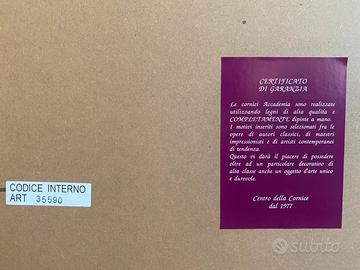 CERTIFICATO
DI GARANZIA
Le cornici Accademia sono realizzate
utilizzando legni di alta qualità e
COMPLETAMENTE dipinte a mano.
I motivi inseriti sono selezionati fra le
opere di autori classici, di maestri
impressionisti e di artisti contemporanei
di tendenza.
Questo vi darà il piacere di possedere
oltre ad un particolare decorativo di
alta classe anche un oggetto d'arte unico
e durevole.
Centro della Cornice
dal 1977
CODICE INTERNO
ART 35590
subito